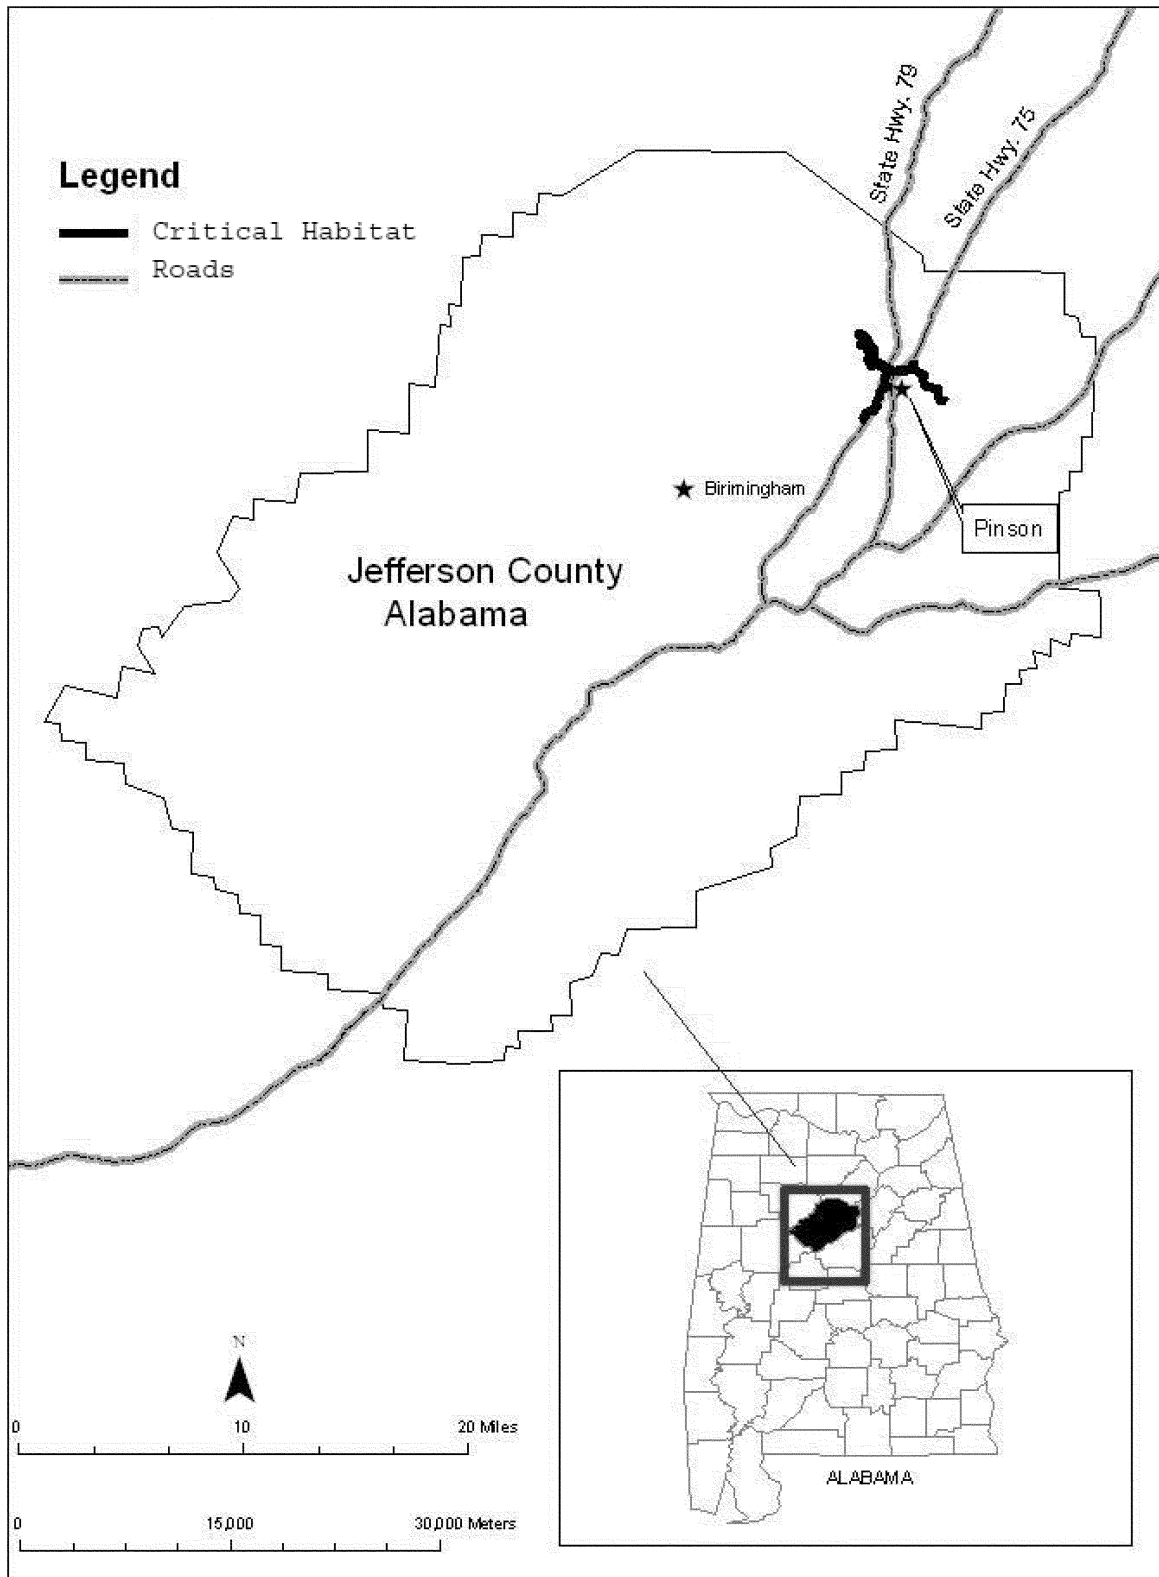 State Hwy. 79
State Hwy. 75
Legend
Critical Habitat
Roads
Birimingham
Pinson
Jefferson County
Alabama
N
0 10 20 Miles
0 15,000 30,000 Meters
ALABAMA